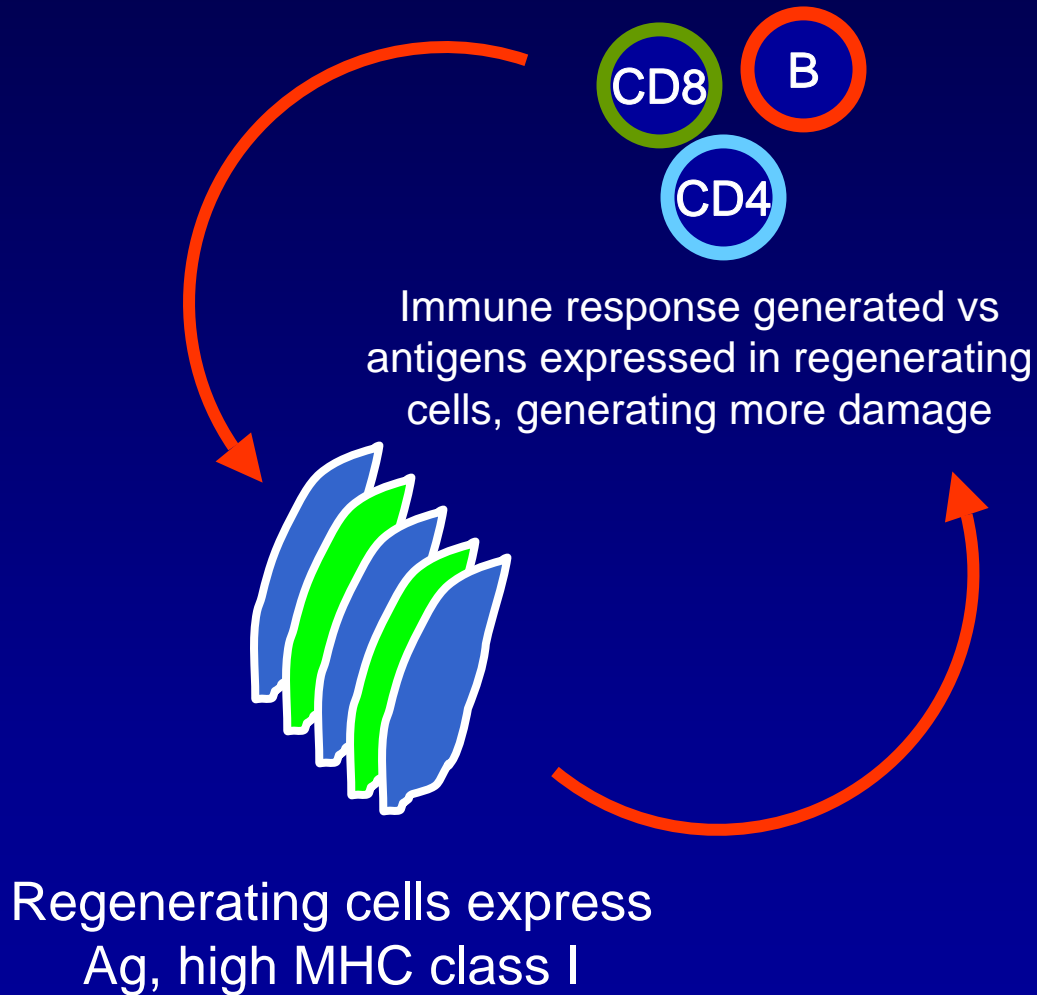 CD8
B
CD4
Immune response generated vs
antigens expressed in regenerating
cells, generating more damage
Regenerating cells express
Ag, high MHC class I